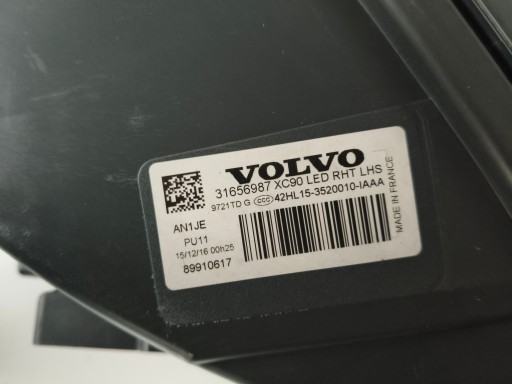 VOLVO
31656987 XC90 LED RHT LHS
9721TD G CCC 42HL15-3520010-IAAA
AN1JE
PU11
15/12/16 00h25
89910617
MADE IN FRANCE